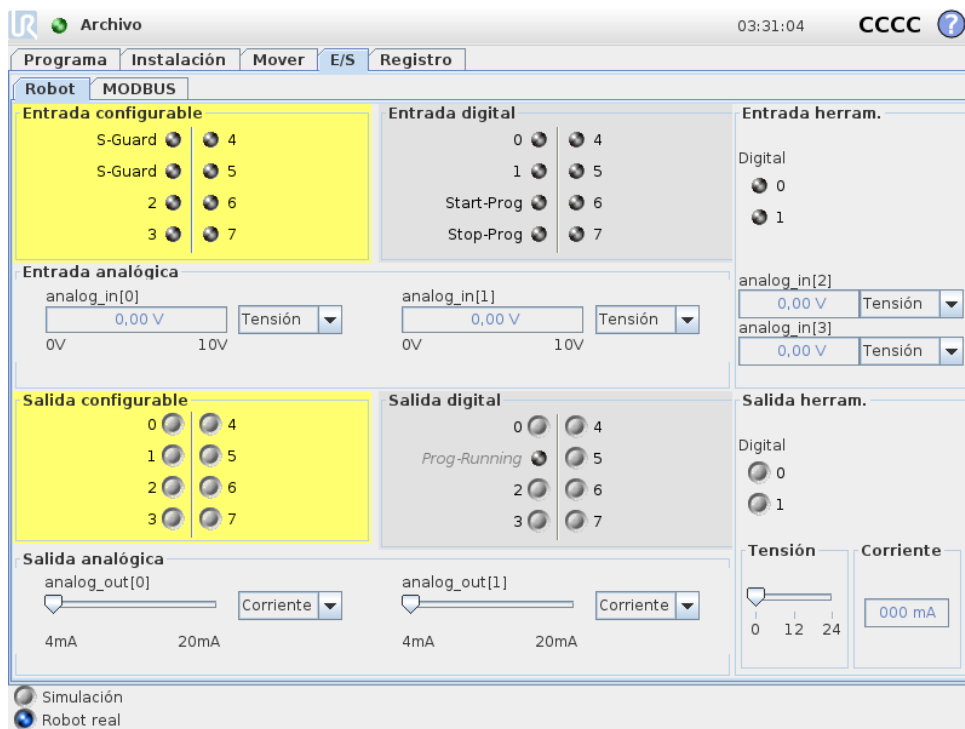 UR Archivo 03:31:04 CCCC ?
Programa Instalación Mover E/S Registro
Robot MODBUS
Entrada configurable
S-Guard 4
S-Guard 5
2 6
3 7
Entrada digital
0 4
1 5
Start-Prog 6
Stop-Prog 7
Entrada herram.
Digital
0
1
Entrada analógica
analog_in[0]
0,00 V Tensión
0V 10V
analog_in[1]
0,00 V Tensión
0V 10V
analog_in[2]
0,00 V Tensión
analog_in[3]
0,00 V Tensión
Salida configurable
0 4
1 5
2 6
3 7
Salida digital
0 4
Prog-Running 5
2 6
3 7
Salida herram.
Digital
0
1
Salida analógica
analog_out[0]
Corriente
4mA 20mA
analog_out[1]
Corriente
4mA 20mA
Tensión
0 12 24
Corriente
000 mA
Simulación
Robot real